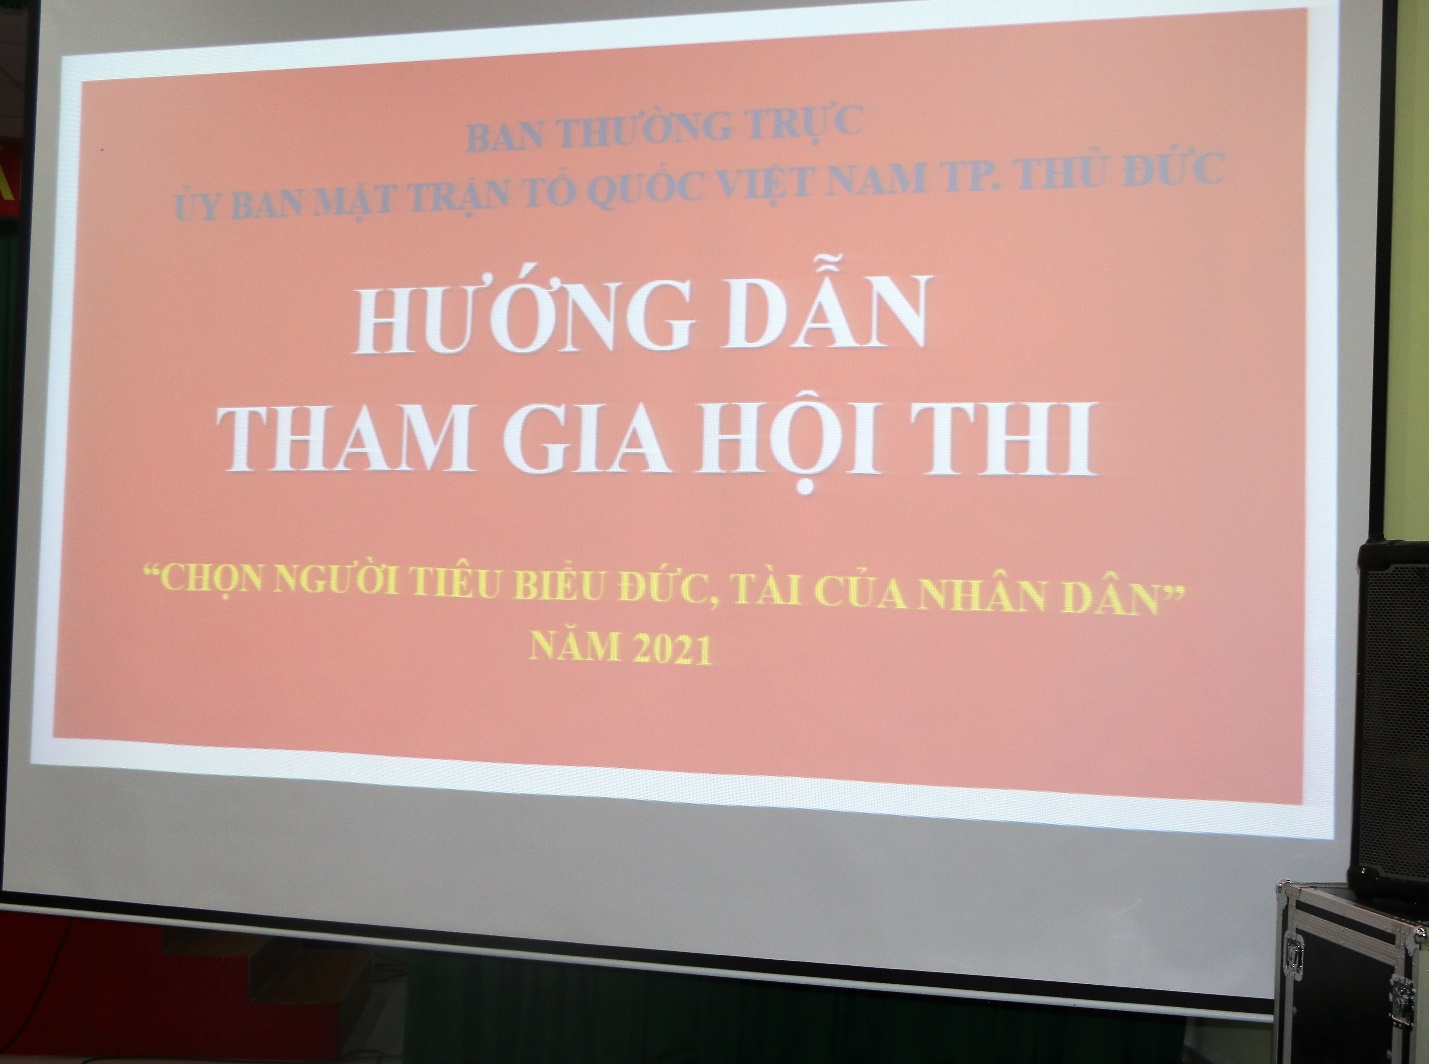 BAN THƯỜNG TRỰC
ỦY BAN MẶT TRẬN TỔ QUỐC VIỆT NAM TP. THỦ ĐỨC
HƯỚNG DẪN
THAM GIA HỘI THI
“CHỌN NGƯỜI TIÊU BIỂU ĐỨC, TÀI CỦA NHÂN DÂN”
NĂM 2021